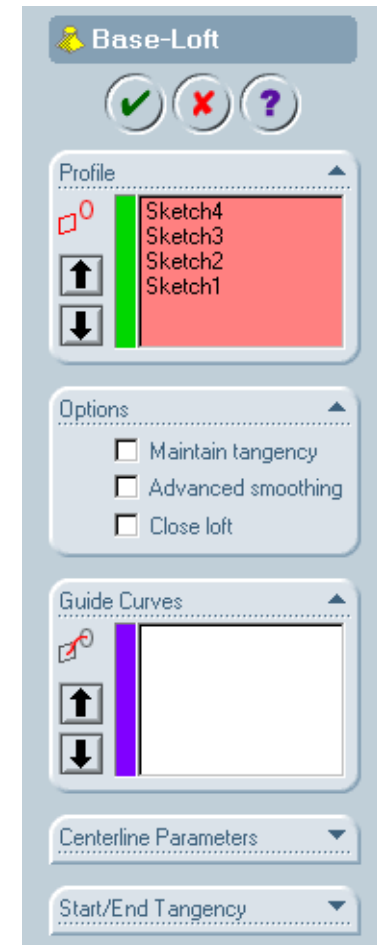 Base-Loft
?
Profile
Sketch4
Sketch3
Sketch2
Sketch1
Options
Maintain tangency
Advanced smoothing
Close loft
Guide Curves
Centerline Parameters
Start/End Tangency